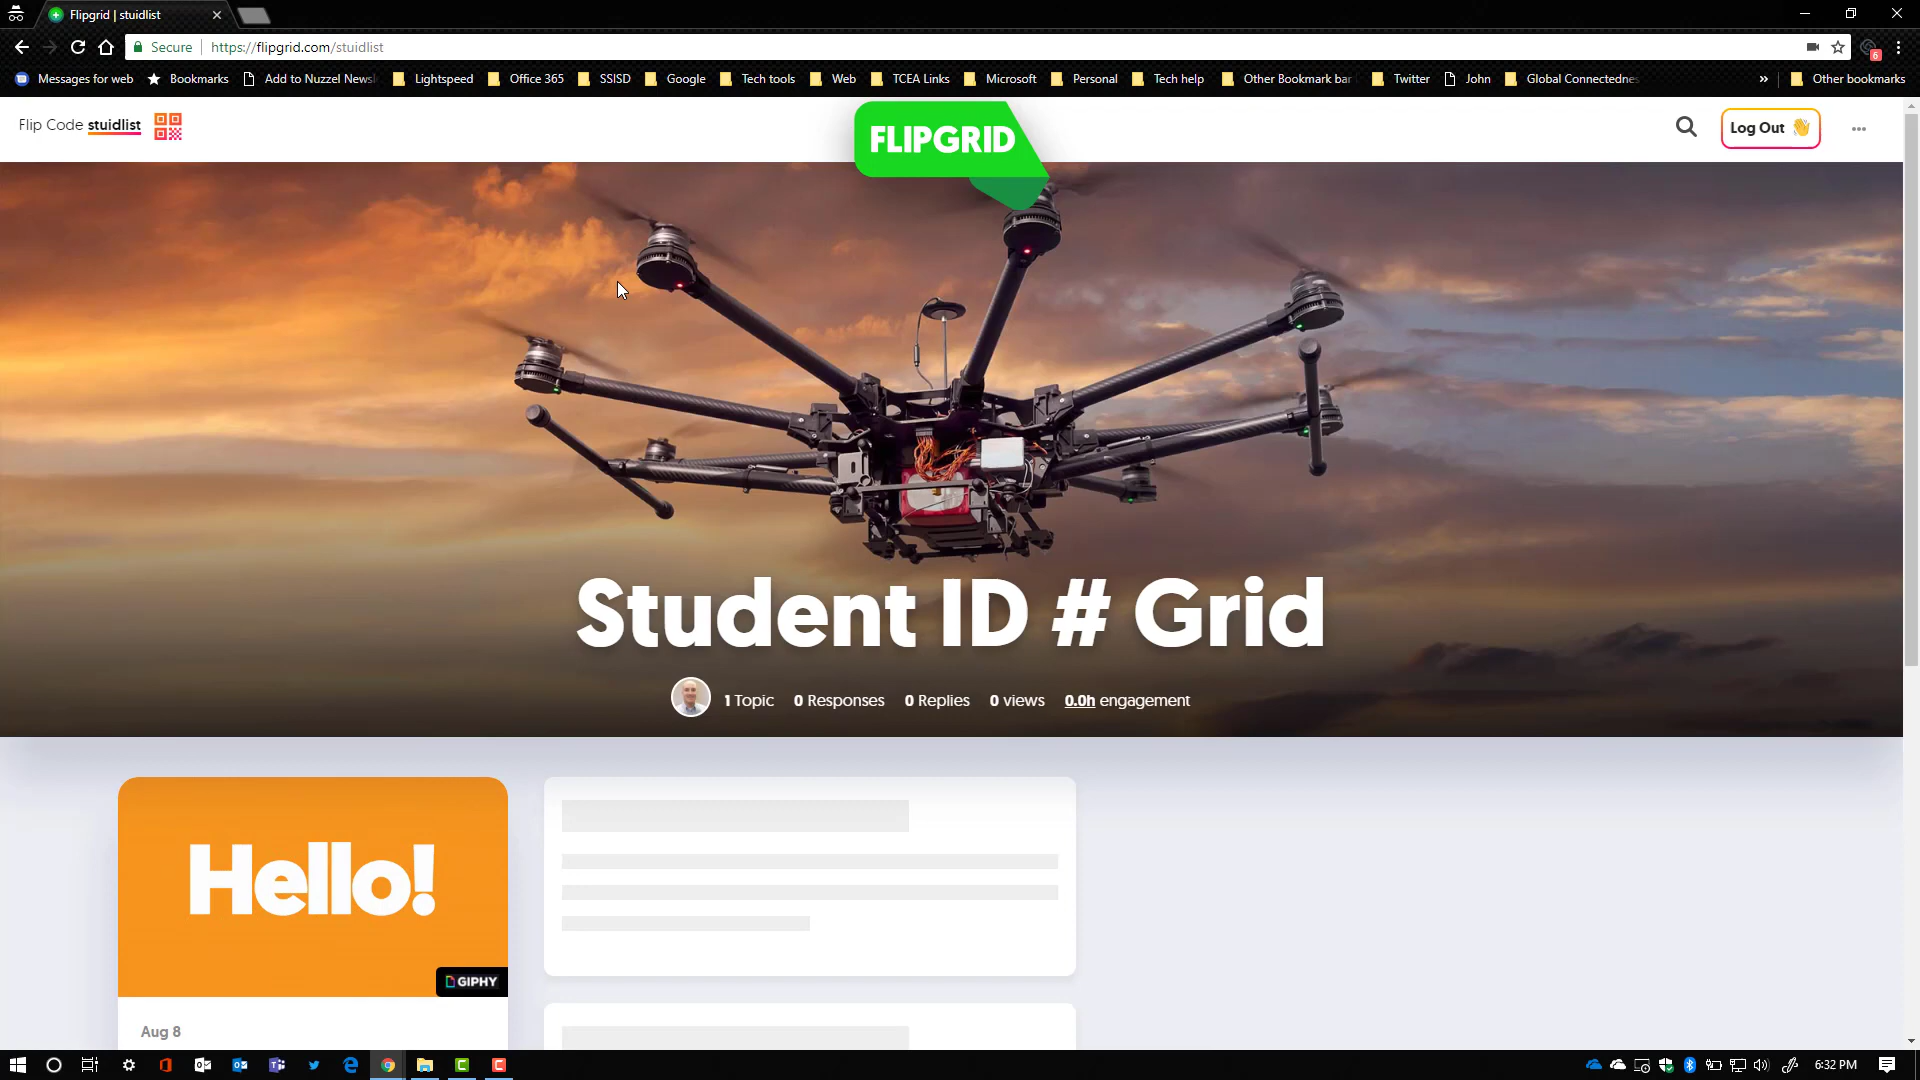 Flipgrid | stuidlist
Secure
https://flipgrid.com/stuidlist
6
Messages for web
Bookmarks
Add to Nuzzel Newsl
Lightspeed
Office 365
SSISD
Google
Tech tools
Web
TCEA Links
Microsoft
Personal
Tech help
Other Bookmark bar
Twitter
John
Global Connectednes
»
Other bookmarks
Flip Code stuidlist
FLIPGRID
Log Out
Student ID # Grid
1 Topic 0 Responses 0 Replies 0 views 0.0h engagement
Hello!
GIPHY
Aug 8
6:32 PM